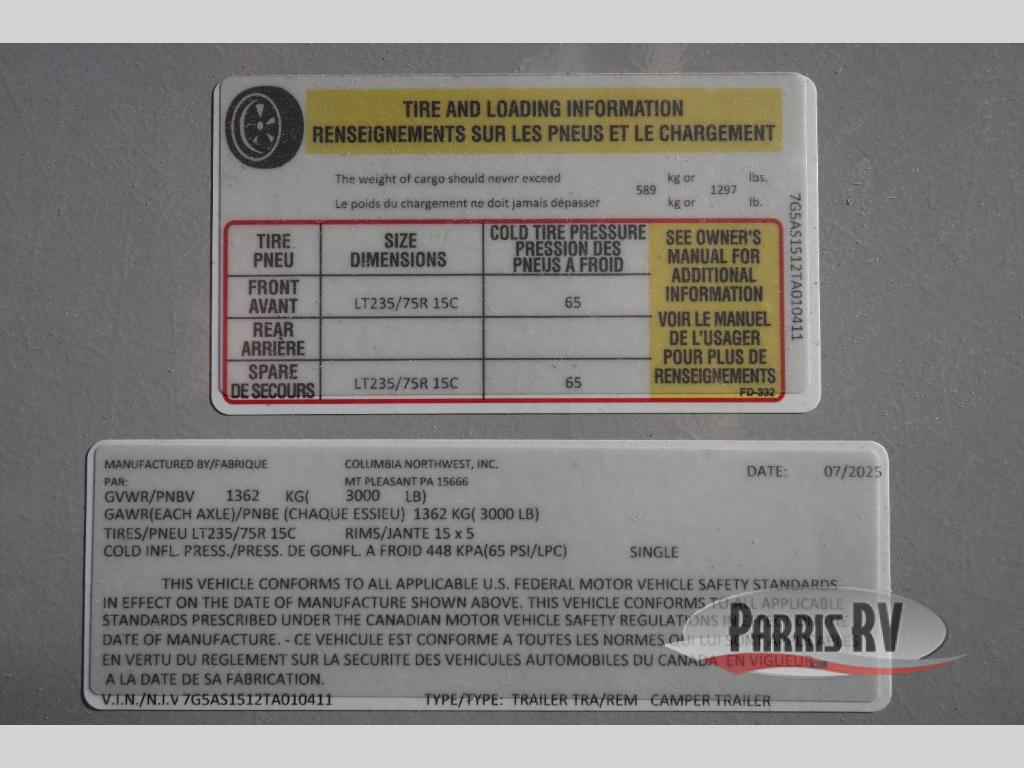 TIRE AND LOADING INFORMATION
RENSEIGNEMENTS SUR LES PNEUS ET LE CHARGEMENT
The weight of cargo should never exceed 589 kg or 1297 lbs.
Le poids du chargement ne doit jamais dépasser kg or lb.
TIRE PNEU
SIZE DIMENSIONS
COLD TIRE PRESSURE PRESSION DES PNEUS A FROID
FRONT AVANT LT235/75R 15C 65
REAR ARRIÈRE
SPARE DE SECOURS LT235/75R 15C 65
SEE OWNER'S
MANUAL FOR
ADDITIONAL
INFORMATION
VOIR LE MANUEL
DE L'USAGER
POUR PLUS DE
RENSEIGNEMENTS
FD-332
7G5AS1512TA010411
MANUFACTURED BY/FABRIQUE COLUMBIA NORTHWEST, INC. DATE: 07/2025
PAR: MT PLEASANT PA 15666
GVWR/PNBV 1362 KG( 3000 LB)
GAWR(EACH AXLE)/PNBE (CHAQUE ESSIEU) 1362 KG( 3000 LB)
TIRES/PNEU LT235/75R 15C RIMS/JANTE 15 x 5
COLD INFL. PRESS./PRESS. DE GONFL. A FROID 448 KPA(65 PSI/LPC) SINGLE
THIS VEHICLE CONFORMS TO ALL APPLICABLE U.S. FEDERAL MOTOR VEHICLE SAFETY STANDARDS
IN EFFECT ON THE DATE OF MANUFACTURE SHOWN ABOVE. THIS VEHICLE CONFORMS TO ALL APPLICABLE
STANDARDS PRESCRIBED UNDER THE CANADIAN MOTOR VEHICLE SAFETY REGULATIONS IN
DATE OF MANUFACTURE. - CE VEHICULE EST CONFORME A TOUTES LES NORMES QUI LUI
EN VERTU DU REGLEMENT SUR LA SECURITE DES VEHICULES AUTOMOBILES DU CANADA EN VIGUEUR
A LA DATE DE SA FABRICATION.
V.I.N./N.I.V 7G5AS1512TA010411 TYPE/TYPE: TRAILER TRA/REM CAMPER TRAILER
PARRIS RV
.com